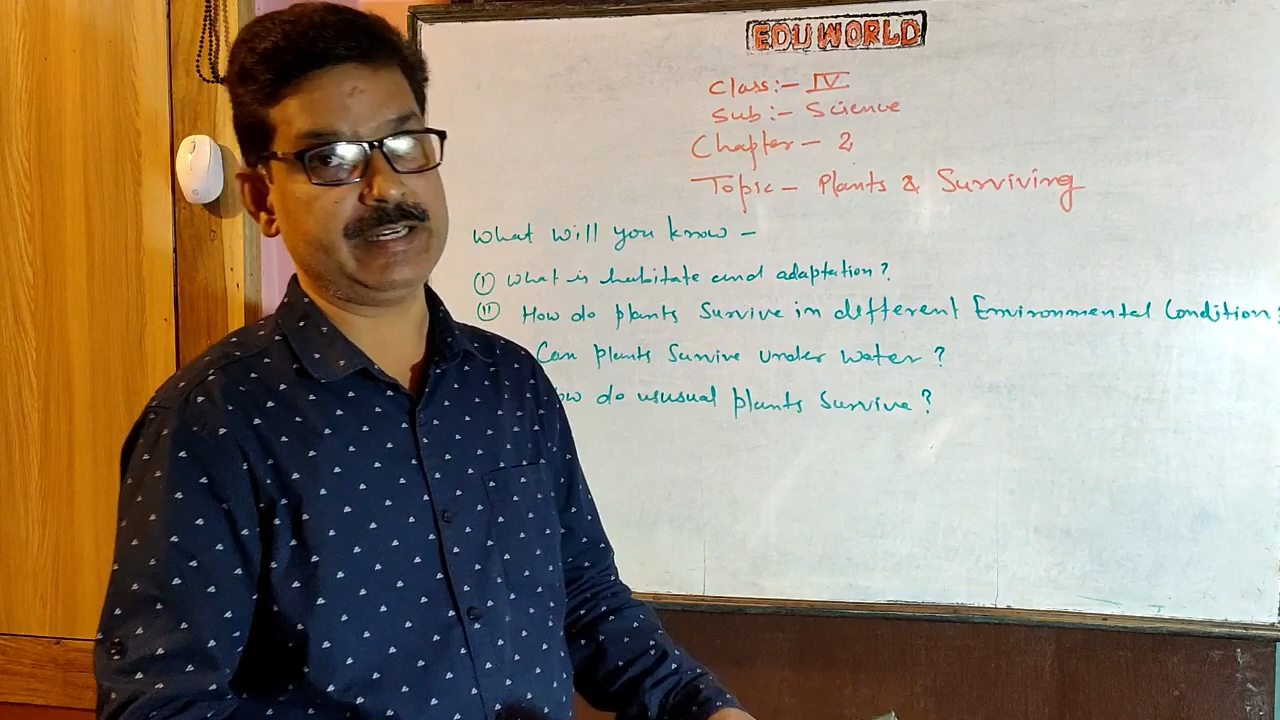 EDU WORLD
Class:- IV
Sub:- Science
Chapter - 2
Topic - Plants & Surviving
What will you know -
(I) What is habitate and adaptation?
(II) How do plants Survive in different Environmental Condition?
Can plants Survive under water?
ow do ususual plants Survive?